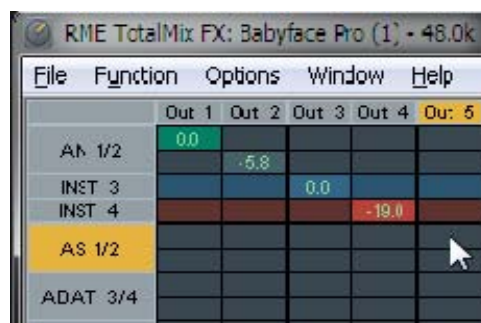 RME TotalMix FX: Babyface Pro (1) - 48.0k
File Function Options Window Help
Out 1 Out 2 Out 3 Out 4 Out 5
AN 1/2 0.0
-5.8
INST 3 0.0
INST 4 -19.0
AS 1/2
ADAT 3/4